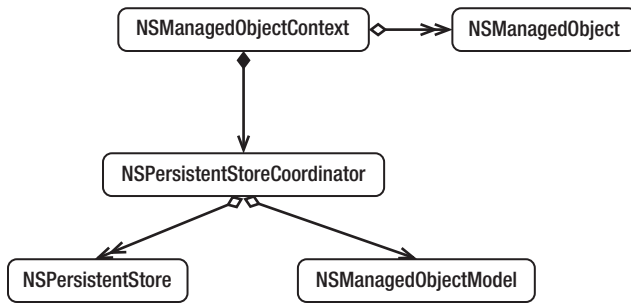 NSManagedObjectContext
NSManagedObject
NSPersistentStoreCoordinator
NSPersistentStore
NSManagedObjectModel